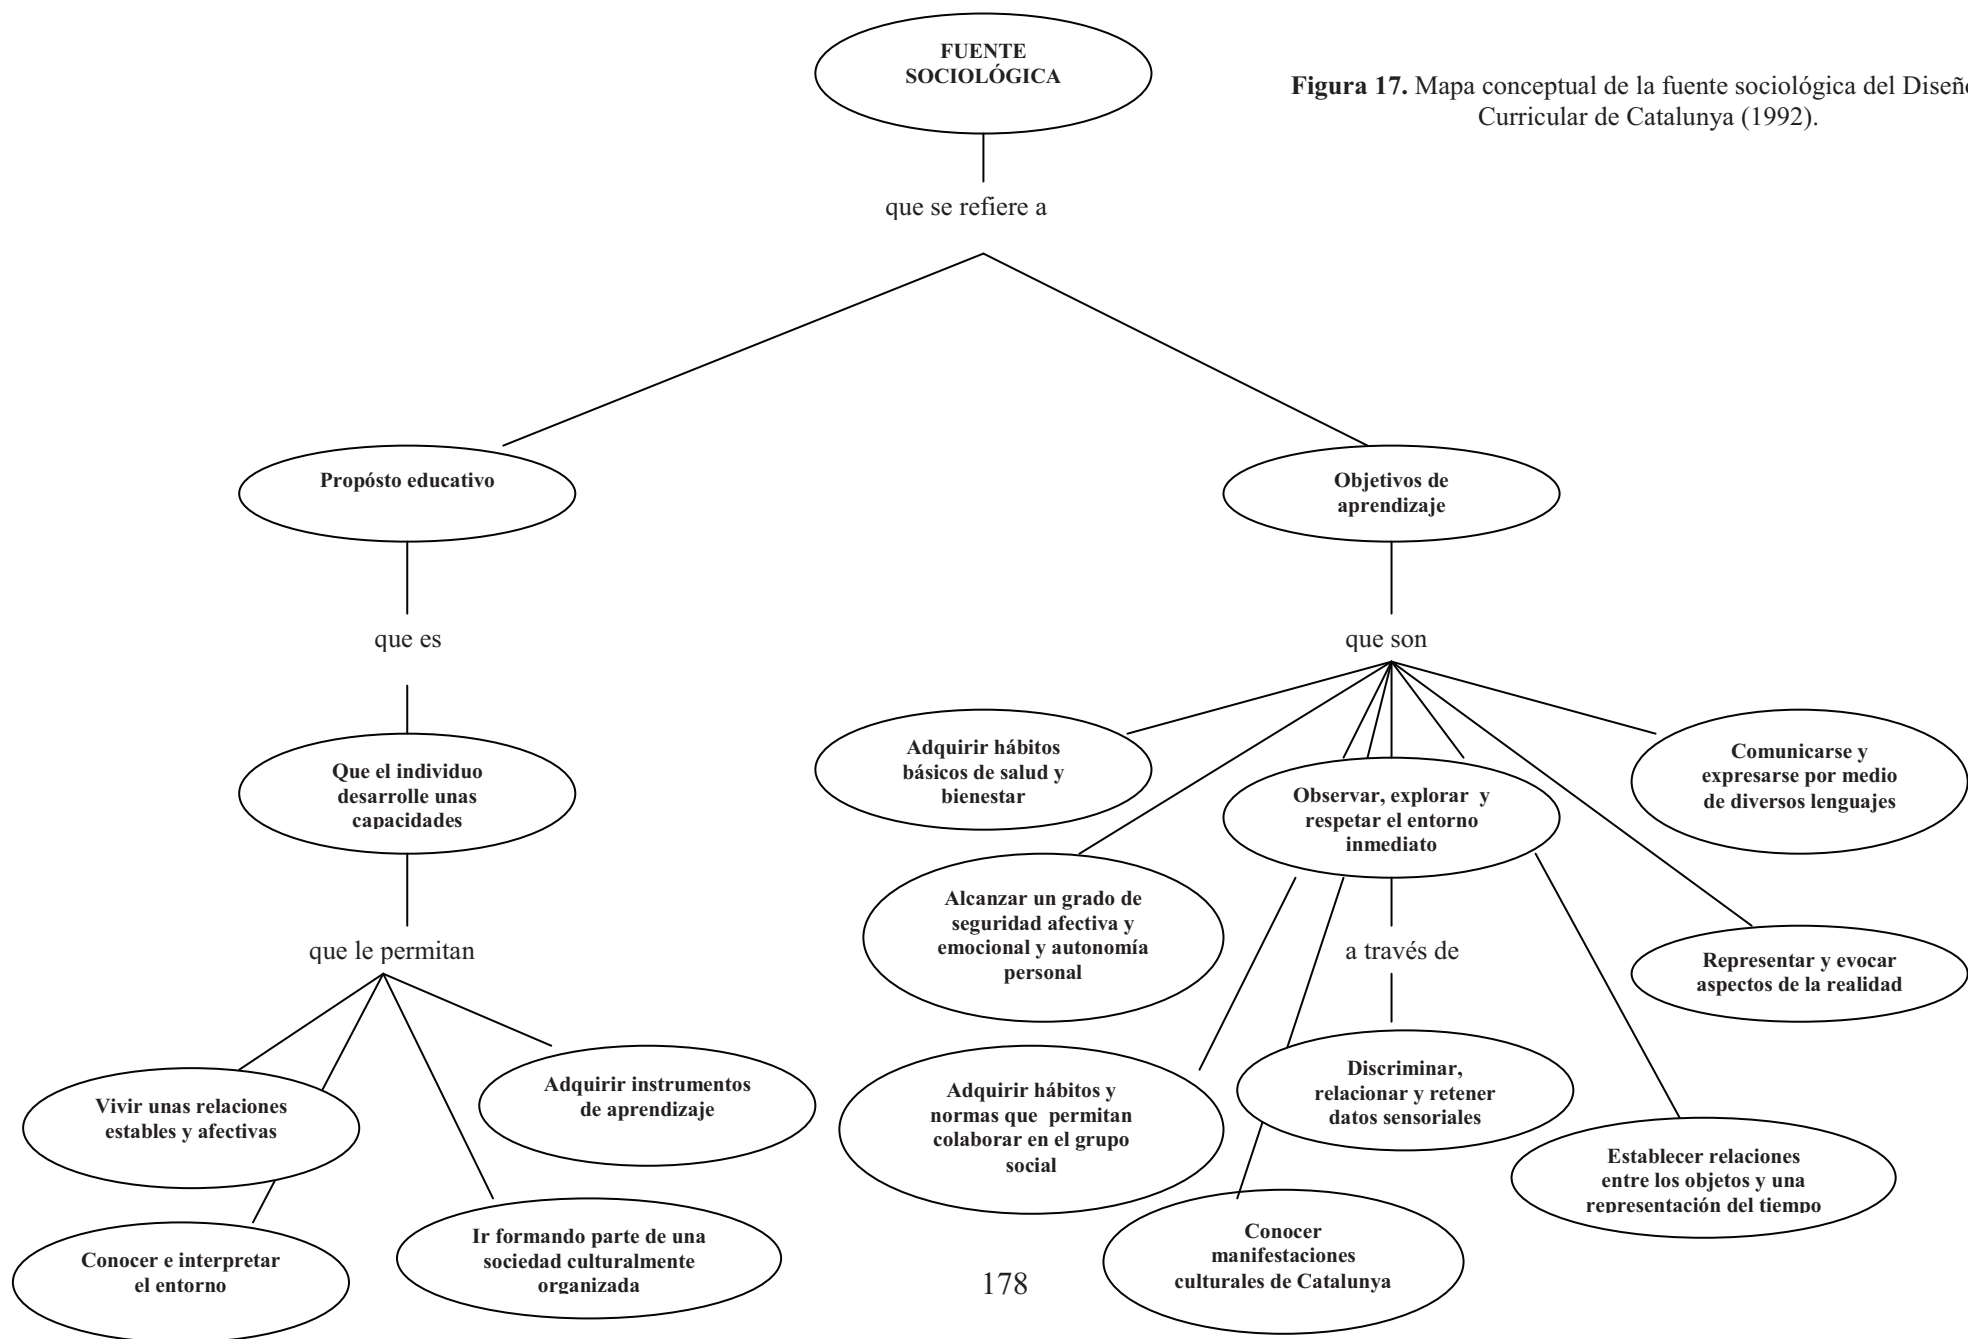 FUENTE
SOCIOLÓGICA
Figura 17. Mapa conceptual de la fuente sociológica del Diseño
Curricular de Catalunya (1992).
que se refiere a
Propósto educativo
Objetivos de
aprendizaje
que es
que son
Que el individuo
desarrolle unas
capacidades
Adquirir hábitos
básicos de salud y
bienestar
Observar, explorar y
respetar el entorno
inmediato
Comunicarse y
expresarse por medio
de diversos lenguajes
Alcanzar un grado de
seguridad afectiva y
emocional y autonomía
personal
que le permitan
a través de
Representar y evocar
aspectos de la realidad
Vivir unas relaciones
estables y afectivas
Adquirir instrumentos
de aprendizaje
Adquirir hábitos y
normas que permitan
colaborar en el grupo
social
Discriminar,
relacionar y retener
datos sensoriales
Establecer relaciones
entre los objetos y una
representación del tiempo
Conocer e interpretar
el entorno
Ir formando parte de una
sociedad culturalmente
organizada
Conocer
manifestaciones
culturales de Catalunya
178